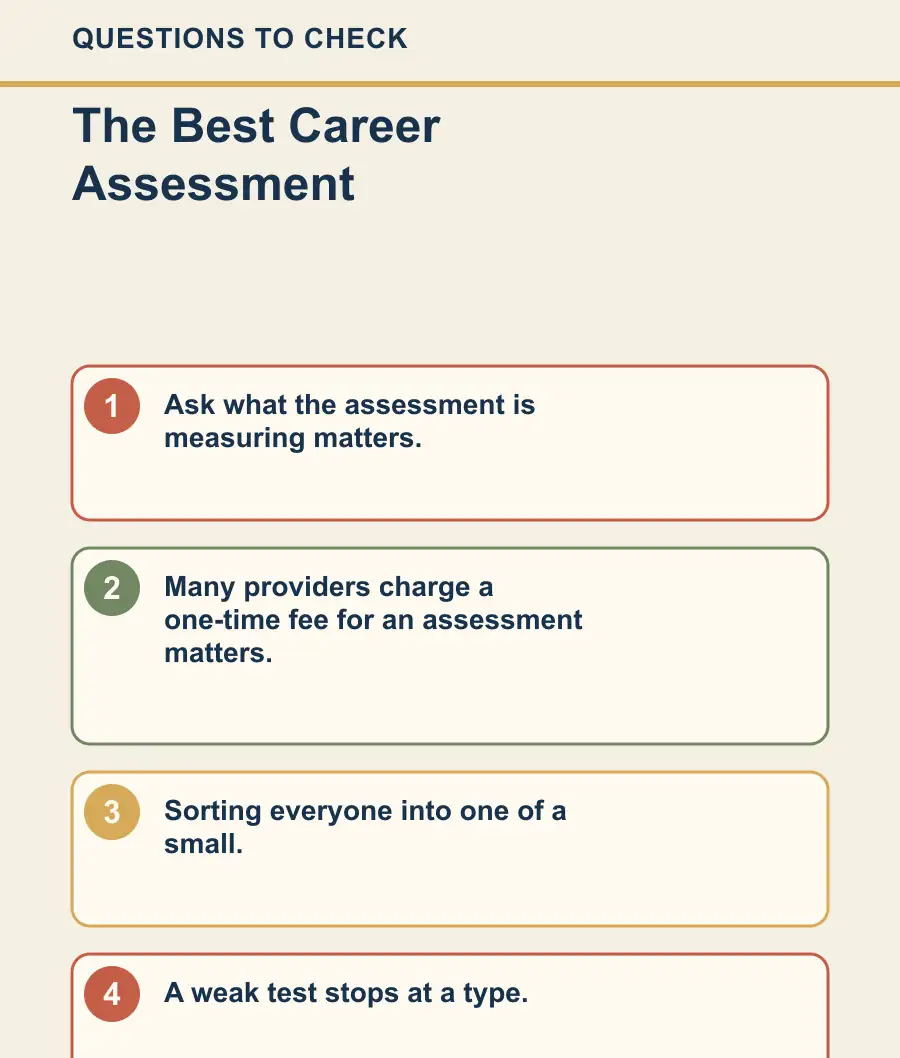 QUESTIONS TO CHECK
The Best Career
Assessment
1
Ask what the assessment is
measuring matters.
2
Many providers charge a
one-time fee for an assessment
matters.
3
Sorting everyone into one of a
small.
4
A weak test stops at a type.